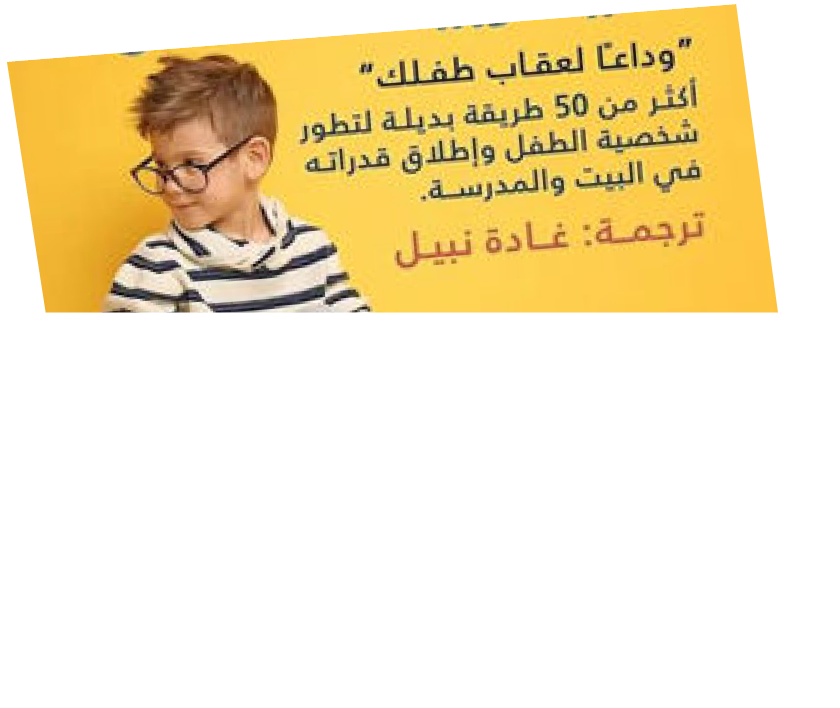 "وداعًا لعقاب طفلك"
أكثر من 50 طريقة بديلة لتطور
شخصية الطفل وإطلاق قدراته
في البيت والمدرسة.
ترجمة: غادة نبيل